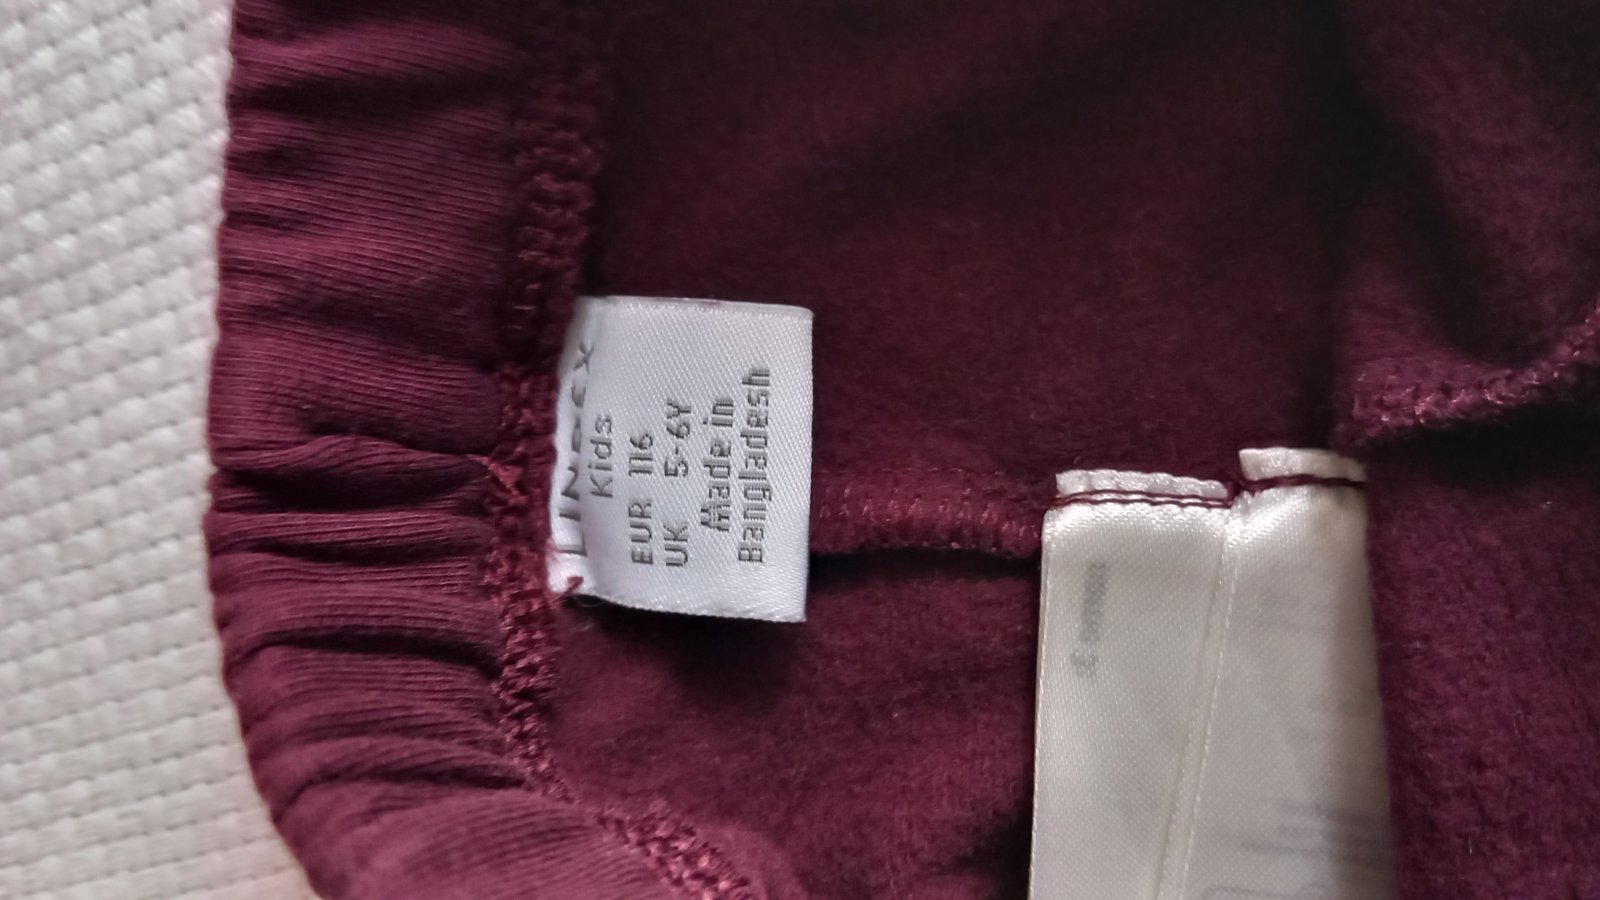 LINDEX
Kids
EUR 116
UK 5-6Y
Made in
Bangladesh